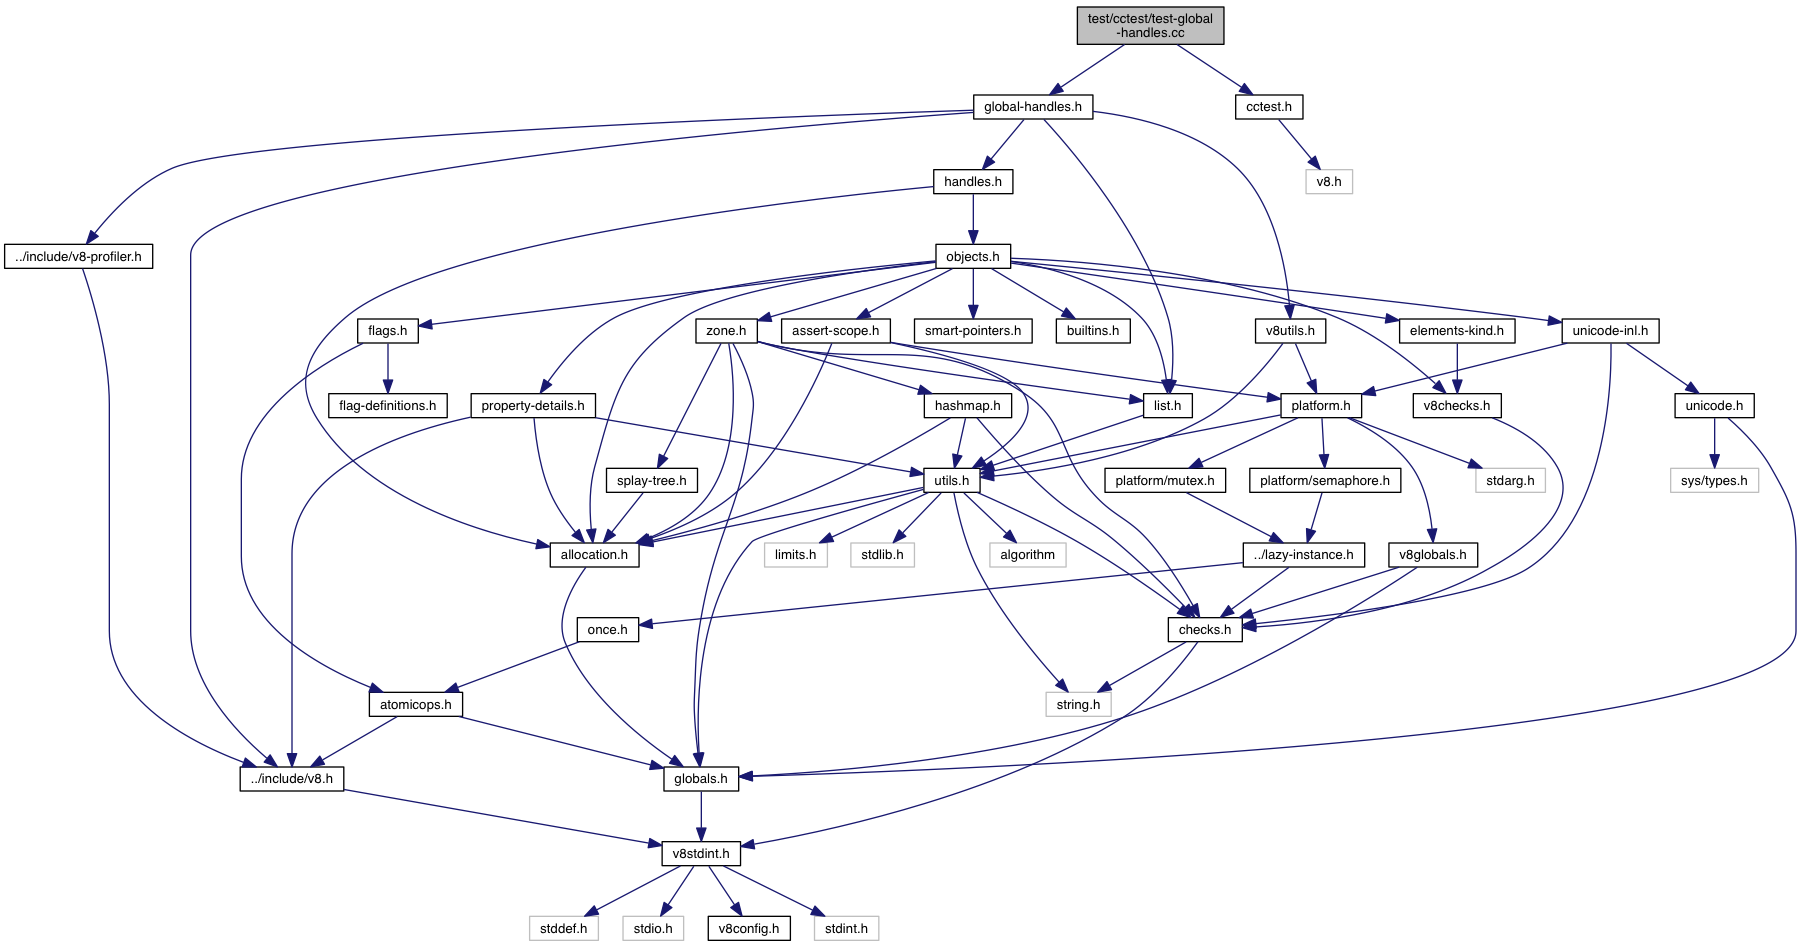 test/cctest/test-global
-handles.cc
global-handles.h
cctest.h
handles.h
v8.h
../include/v8-profiler.h
objects.h
flags.h
zone.h
assert-scope.h
smart-pointers.h
builtins.h
v8utils.h
elements-kind.h
unicode-inl.h
flag-definitions.h
property-details.h
hashmap.h
list.h
platform.h
v8checks.h
unicode.h
splay-tree.h
utils.h
platform/mutex.h
platform/semaphore.h
stdarg.h
sys/types.h
allocation.h
limits.h
stdlib.h
algorithm
../lazy-instance.h
v8globals.h
once.h
checks.h
atomicops.h
string.h
../include/v8.h
globals.h
v8stdint.h
stddef.h
stdio.h
v8config.h
stdint.h